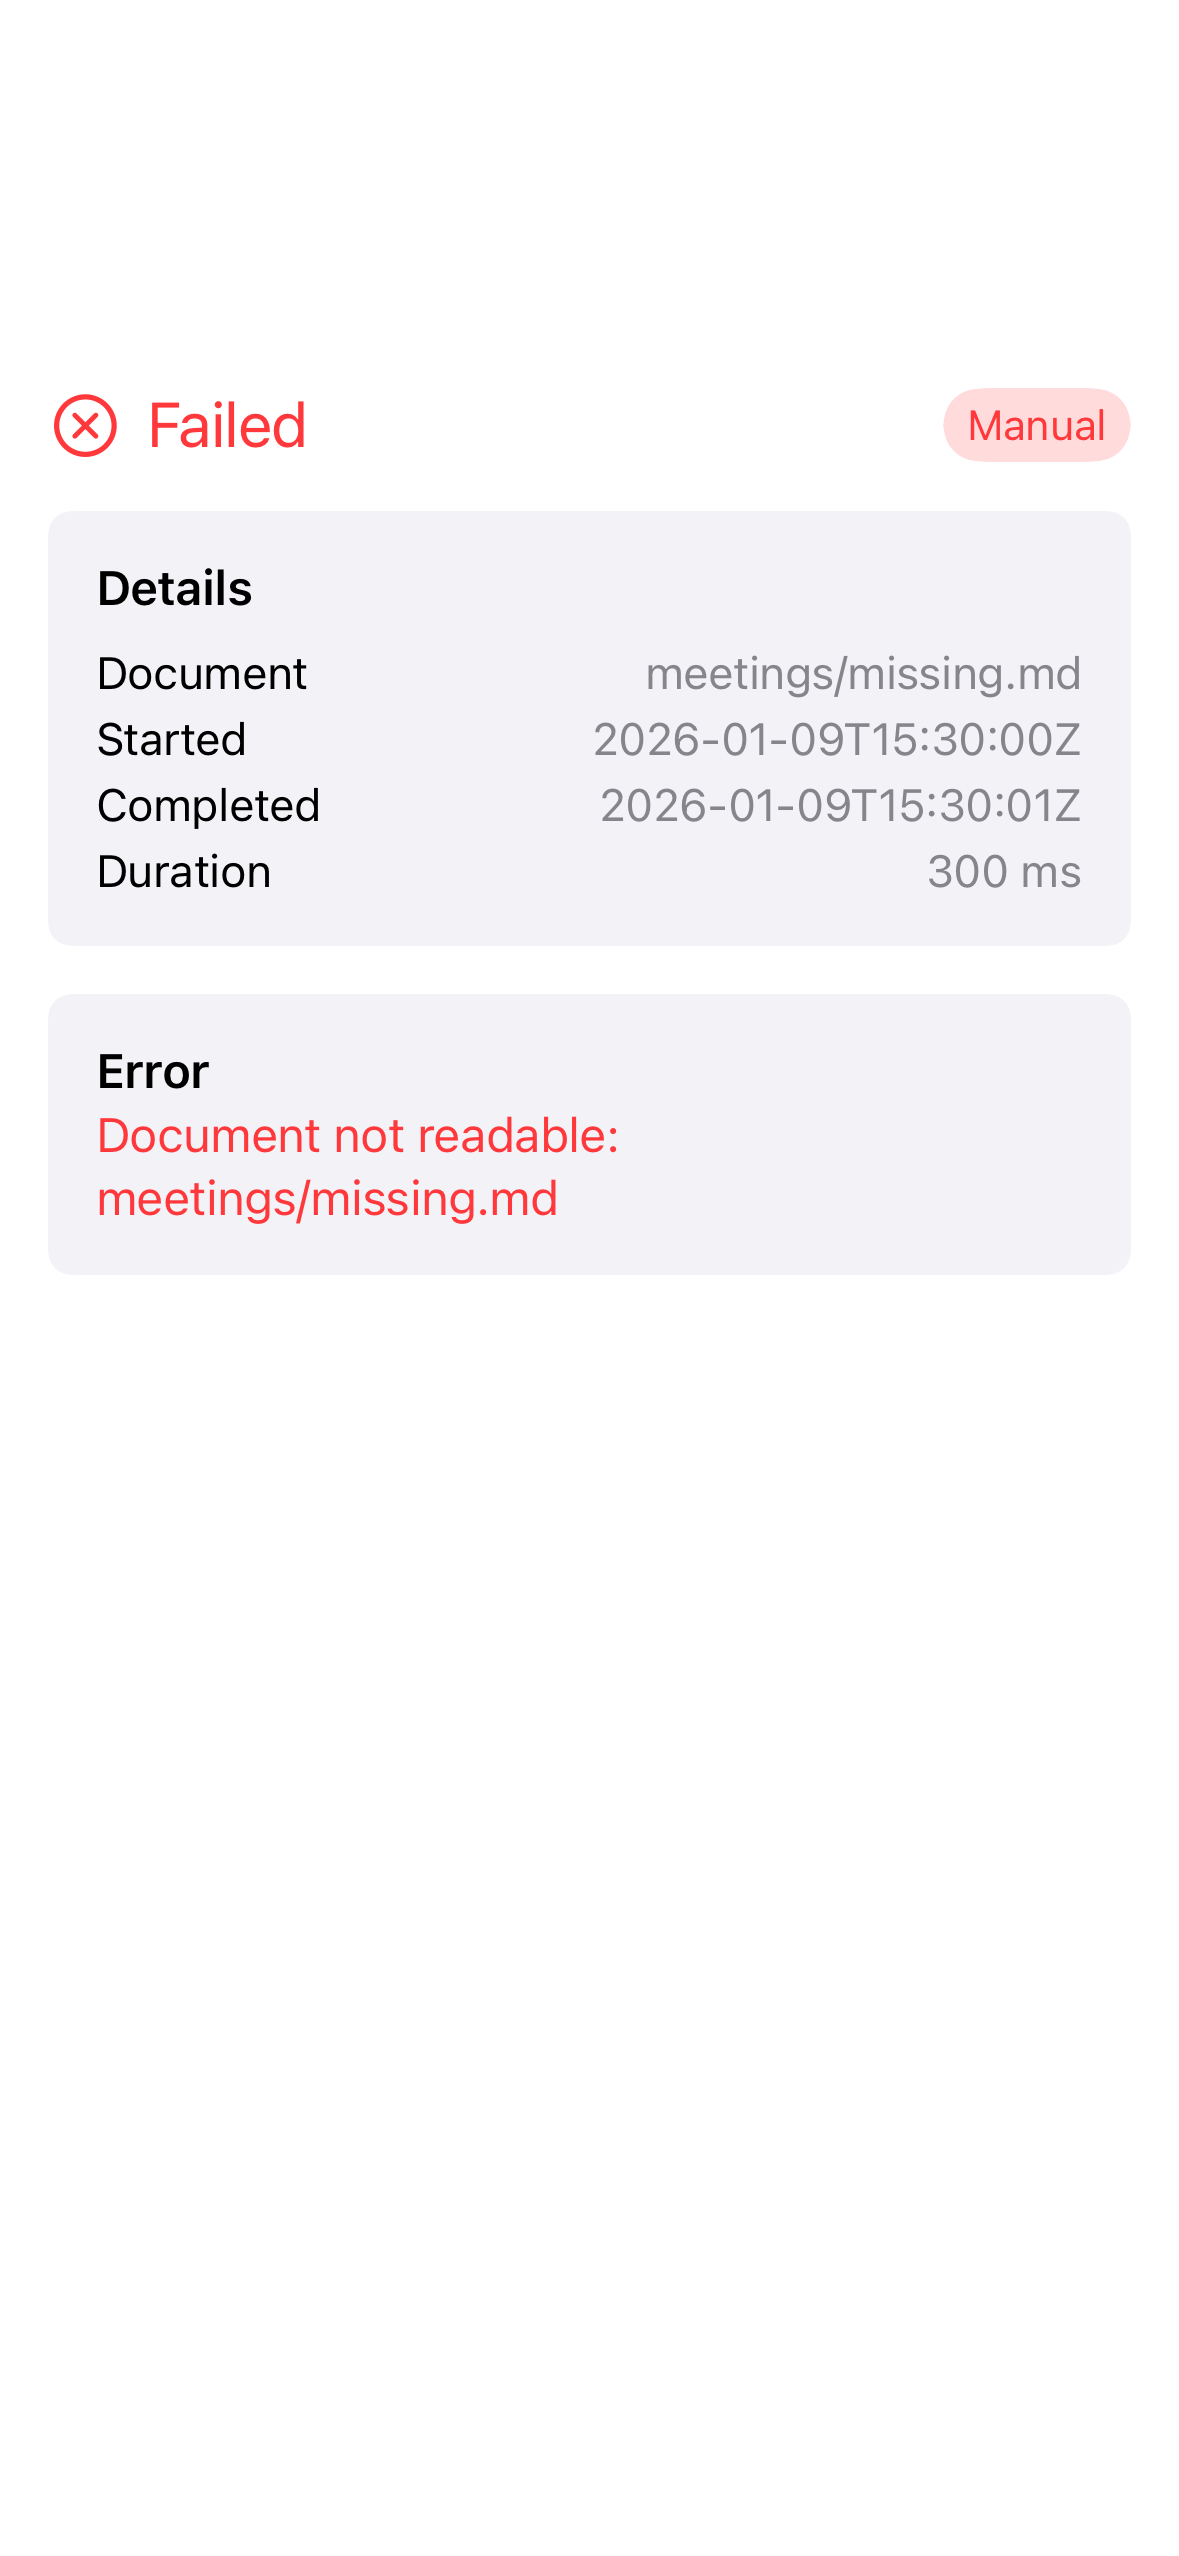 Failed
Manual
Details
Document meetings/missing.md
Started 2026-01-09T15:30:00Z
Completed 2026-01-09T15:30:01Z
Duration 300 ms
Error
Document not readable:
meetings/missing.md